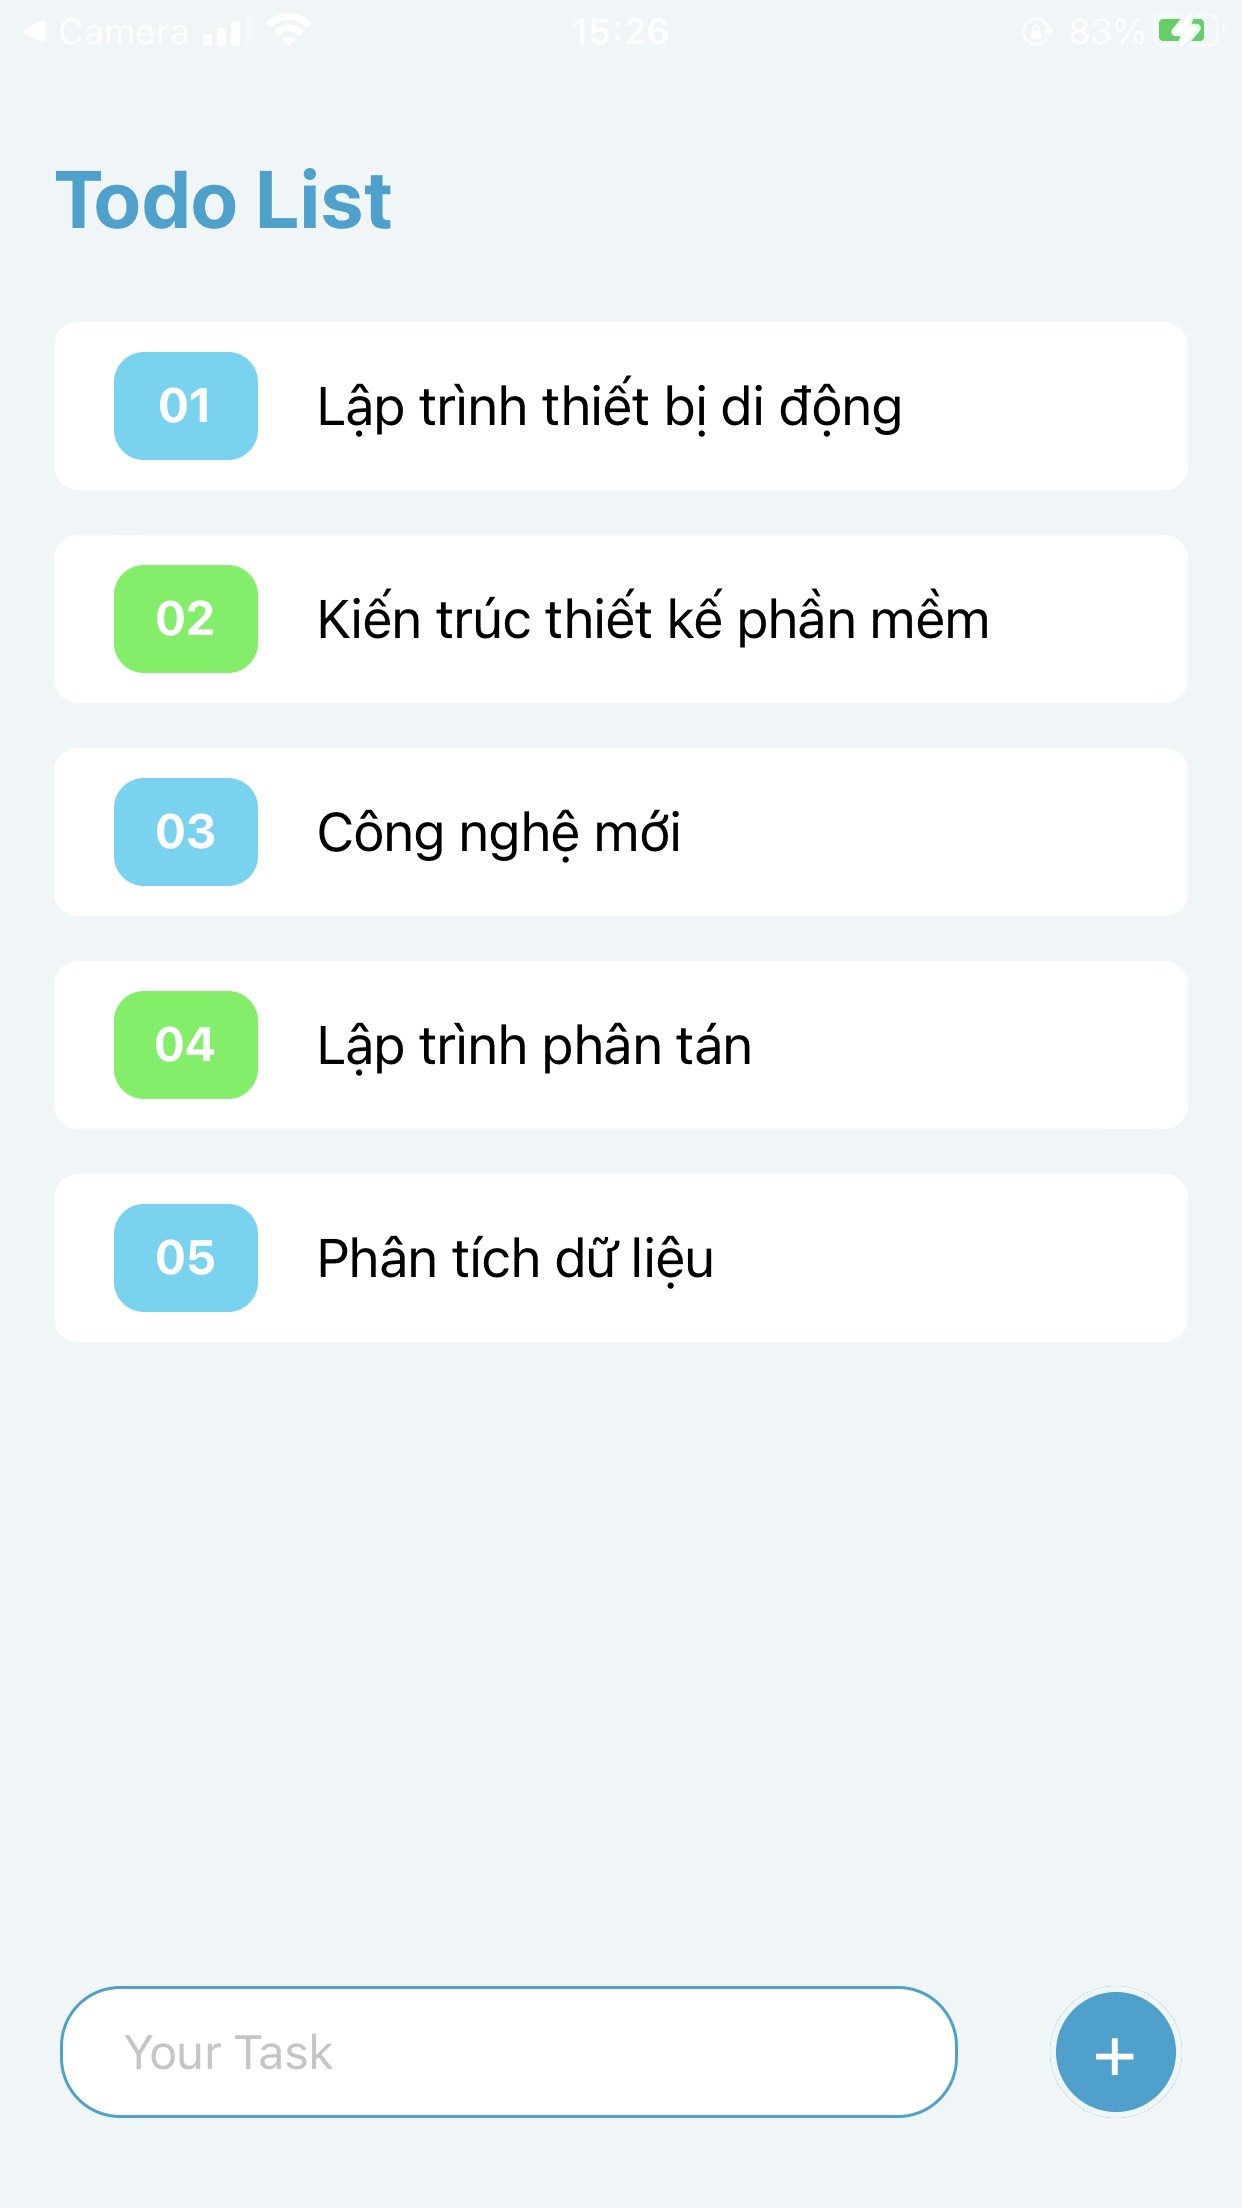 Camera 15:26 83%
Todo List
01 Lập trình thiết bị di động
02 Kiến trúc thiết kế phần mềm
03 Công nghệ mới
04 Lập trình phân tán
05 Phân tích dữ liệu
Your Task +